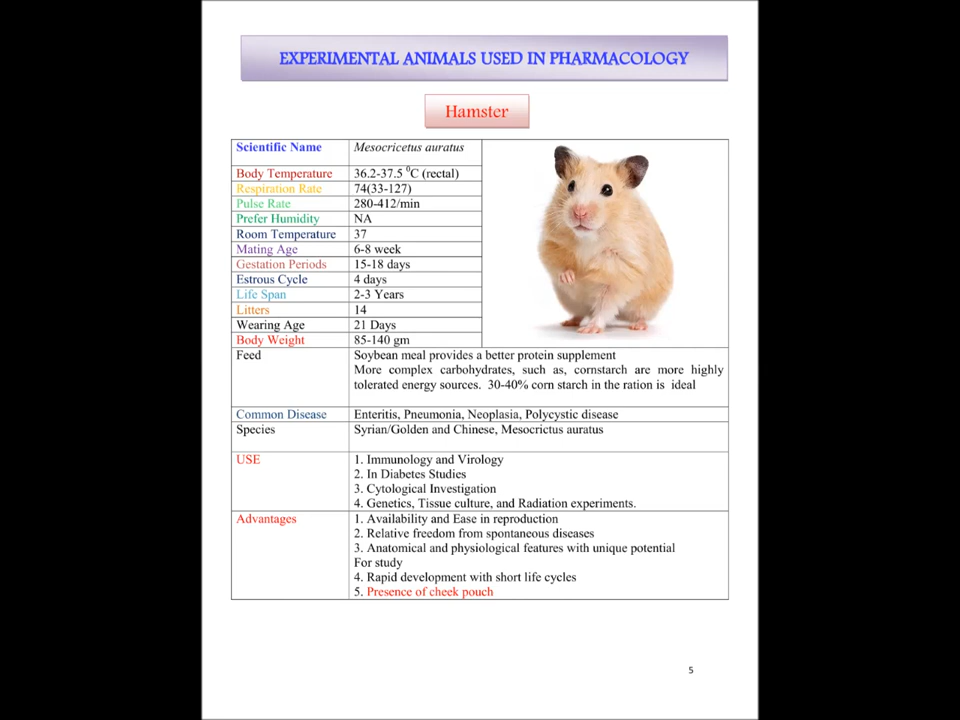 EXPERIMENTAL ANIMALS USED IN PHARMACOLOGY
Hamster
Scientific Name Mesocricetus auratus
Body Temperature 36.2-37.5 ⁰C (rectal)
Respiration Rate 74(33-127)
Pulse Rate 280-412/min
Prefer Humidity NA
Room Temperature 37
Mating Age 6-8 week
Gestation Periods 15-18 days
Estrous Cycle 4 days
Life Span 2-3 Years
Litters 14
Wearing Age 21 Days
Body Weight 85-140 gm
Feed Soybean meal provides a better protein supplement
More complex carbohydrates, such as, cornstarch are more highly
tolerated energy sources. 30-40% corn starch in the ration is ideal
Common Disease Enteritis, Pneumonia, Neoplasia, Polycystic disease
Species Syrian/Golden and Chinese, Mesocrictus auratus
USE 1. Immunology and Virology
2. In Diabetes Studies
3. Cytological Investigation
4. Genetics, Tissue culture, and Radiation experiments.
Advantages 1. Availability and Ease in reproduction
2. Relative freedom from spontaneous diseases
3. Anatomical and physiological features with unique potential
For study
4. Rapid development with short life cycles
5. Presence of cheek pouch
5